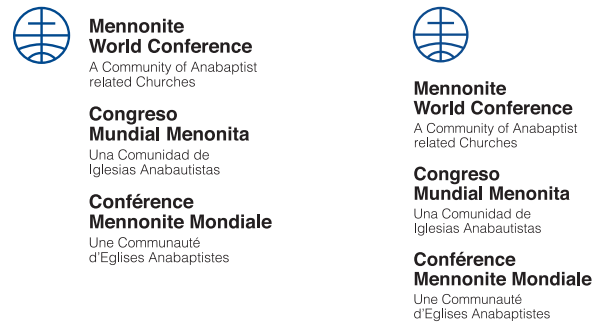 Mennonite
World Conference
A Community of Anabaptist
related Churches
Congreso
Mundial Menonita
Una Comunidad de
Iglesias Anabautistas
Conférence
Mennonite Mondiale
Une Communauté
d'Eglises Anabaptistes
Mennonite
World Conference
A Community of Anabaptist
related Churches
Congreso
Mundial Menonita
Una Comunidad de
Iglesias Anabautistas
Conférence
Mennonite Mondiale
Une Communauté
d'Eglises Anabaptistes